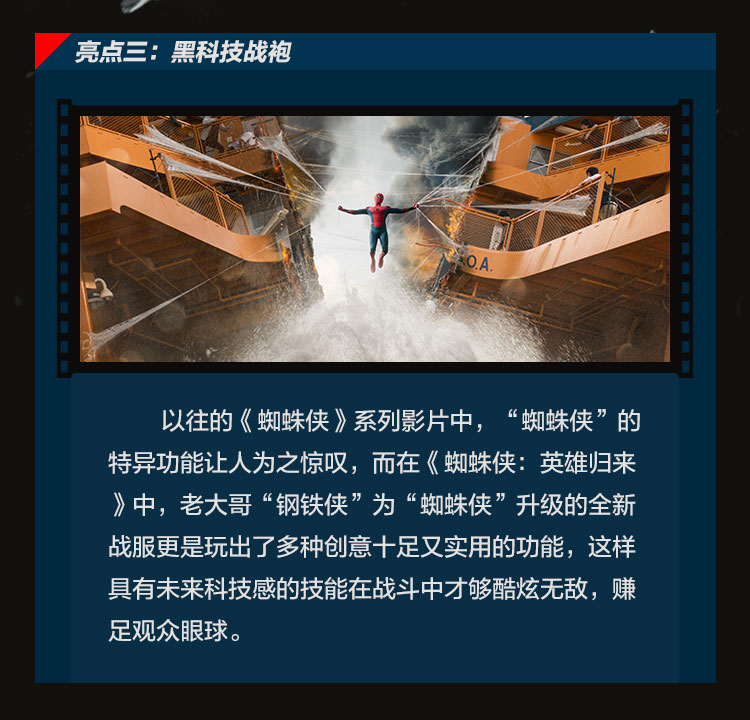 亮点三：黑科技战袍
O.A.
以往的《蜘蛛侠》系列影片中，“蜘蛛侠”的
特异功能让人为之惊叹，而在《蜘蛛侠：英雄归来
》中，老大哥“钢铁侠”为“蜘蛛侠”升级的全新
战服更是玩出了多种创意十足又实用的功能，这样
具有未来科技感的技能在战斗中才够酷炫无敌，赚
足观众眼球。